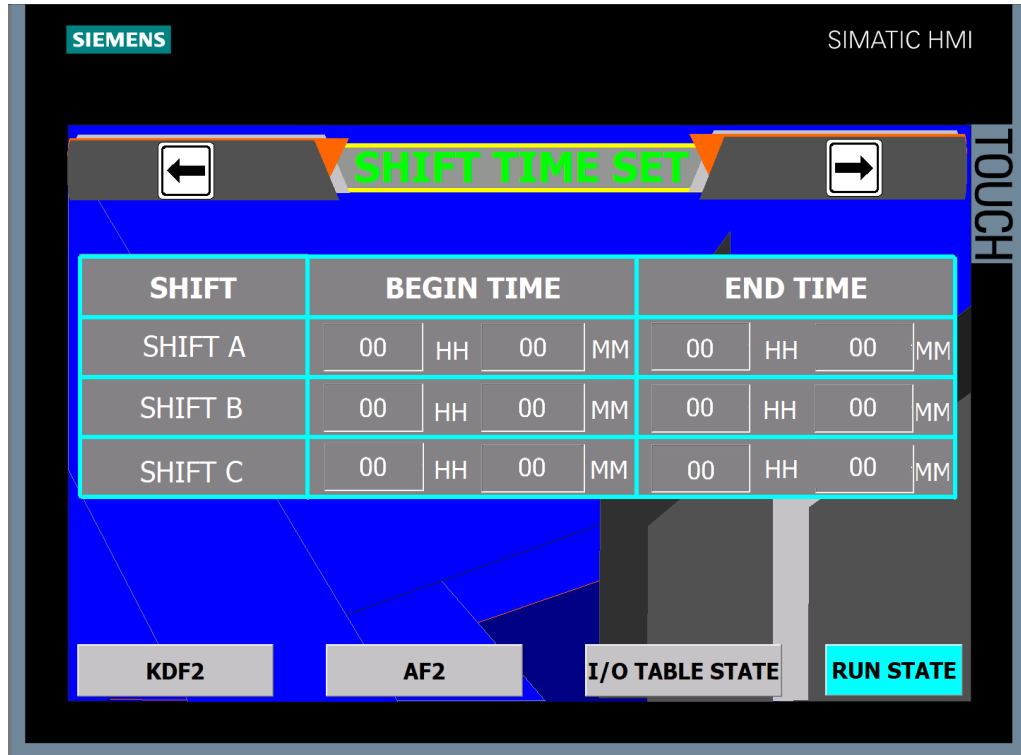 SIEMENS
SIMATIC HMI
TOUCH
SHIFT TIME SET
SHIFT BEGIN TIME END TIME
SHIFT A 00 HH 00 MM 00 HH 00 MM
SHIFT B 00 HH 00 MM 00 HH 00 MM
SHIFT C 00 HH 00 MM 00 HH 00 MM
KDF2 AF2 I/O TABLE STATE RUN STATE